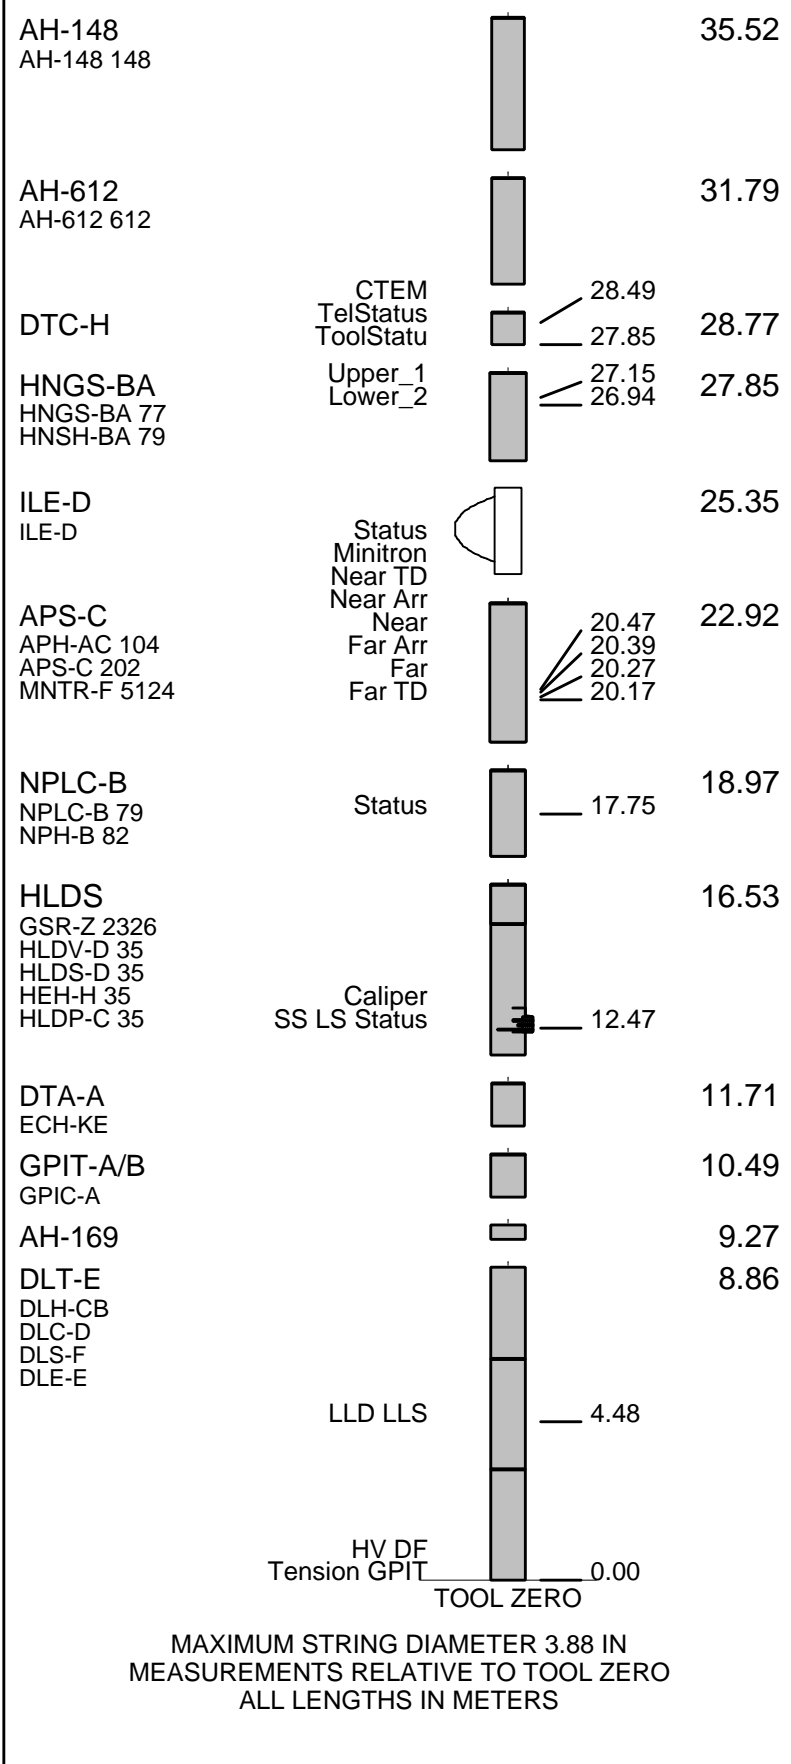 AH-148 35.52
AH-148 148
AH-612 31.79
AH-612 612
CTEM 28.49
TelStatus
DTC-H ToolStatu 27.85 28.77
HNGS-BA Upper_1 27.15 27.85
Lower_2 26.94
HNGS-BA 77
HNSH-BA 79
ILE-D 25.35
ILE-D Status
Minitron
Near TD
Near Arr
APS-C Near 20.47 22.92
APH-AC 104 Far Arr 20.39
APS-C 202 Far 20.27
MNTR-F 5124 Far TD 20.17
NPLC-B 18.97
NPLC-B 79 Status 17.75
NPH-B 82
HLDS 16.53
GSR-Z 2326
HLDV-D 35
HLDS-D 35
HEH-H 35 Caliper
HLDP-C 35 SS LS Status 12.47
DTA-A 11.71
ECH-KE
GPIT-A/B 10.49
GPIC-A
AH-169 9.27
DLT-E 8.86
DLH-CB
DLC-D
DLS-F
DLE-E
LLD LLS 4.48
HV DF
Tension GPIT 0.00
TOOL ZERO
MAXIMUM STRING DIAMETER 3.88 IN
MEASUREMENTS RELATIVE TO TOOL ZERO
ALL LENGTHS IN METERS